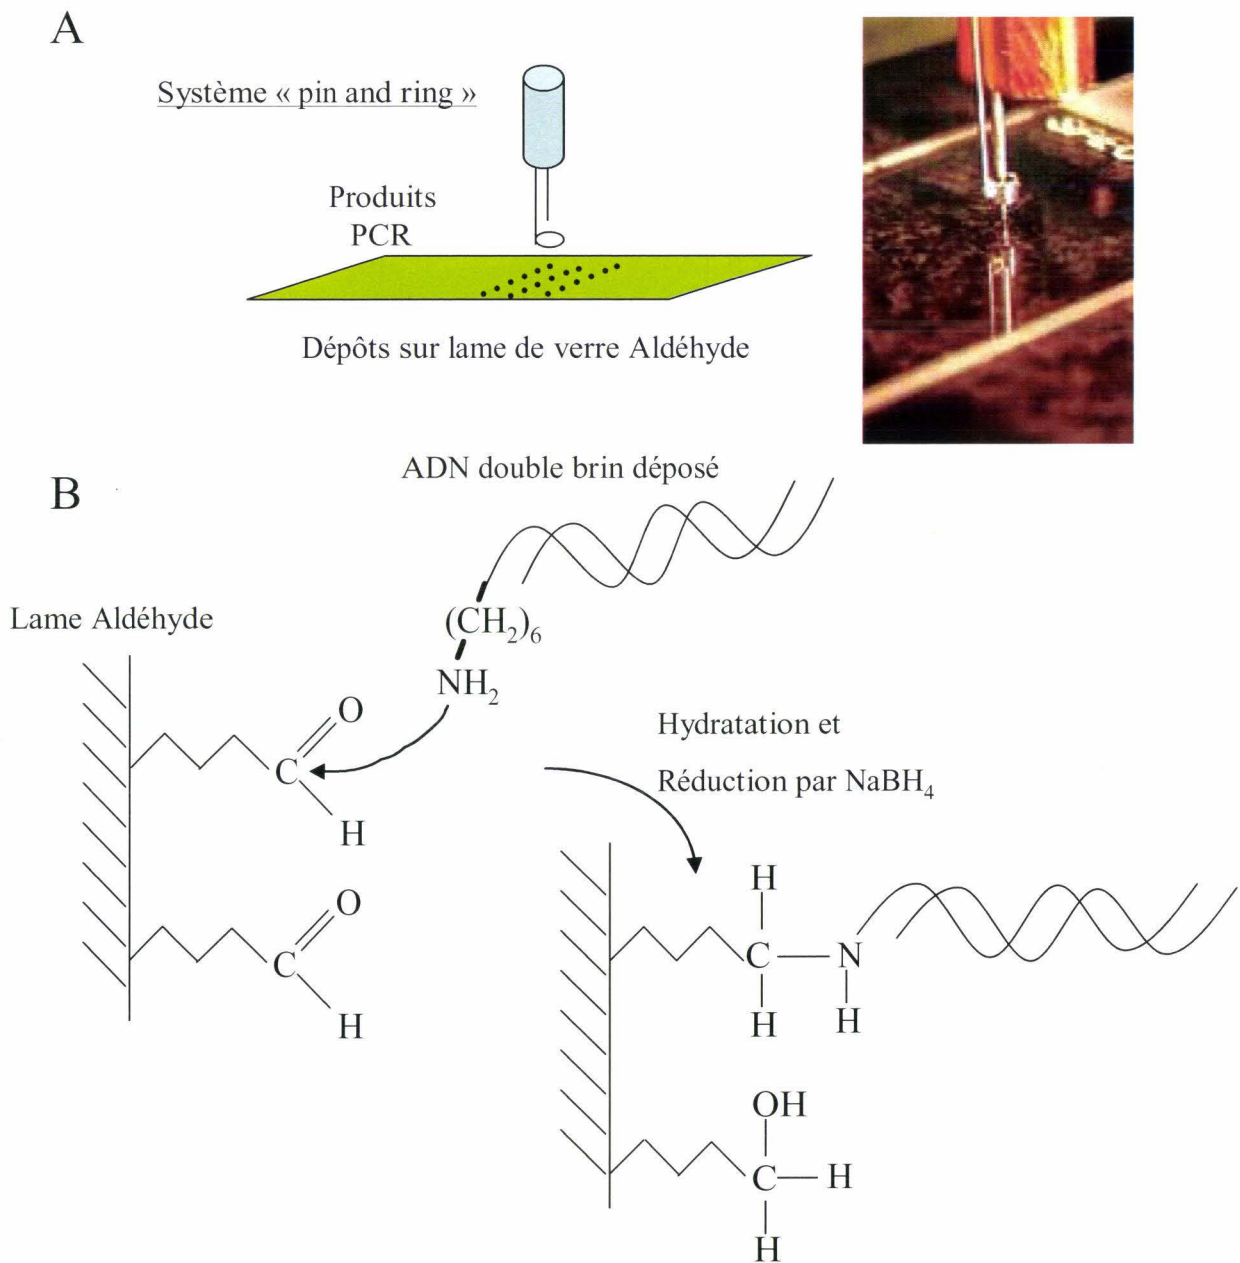 A
Système « pin and ring »
Produits
PCR
Dépôts sur lame de verre Aldéhyde
B
ADN double brin déposé
Lame Aldéhyde
(CH2)6
NH2
O
C
H
O
C
H
Hydratation et
Réduction par NaBH4
H
C
N
H
H
OH
C
H
H